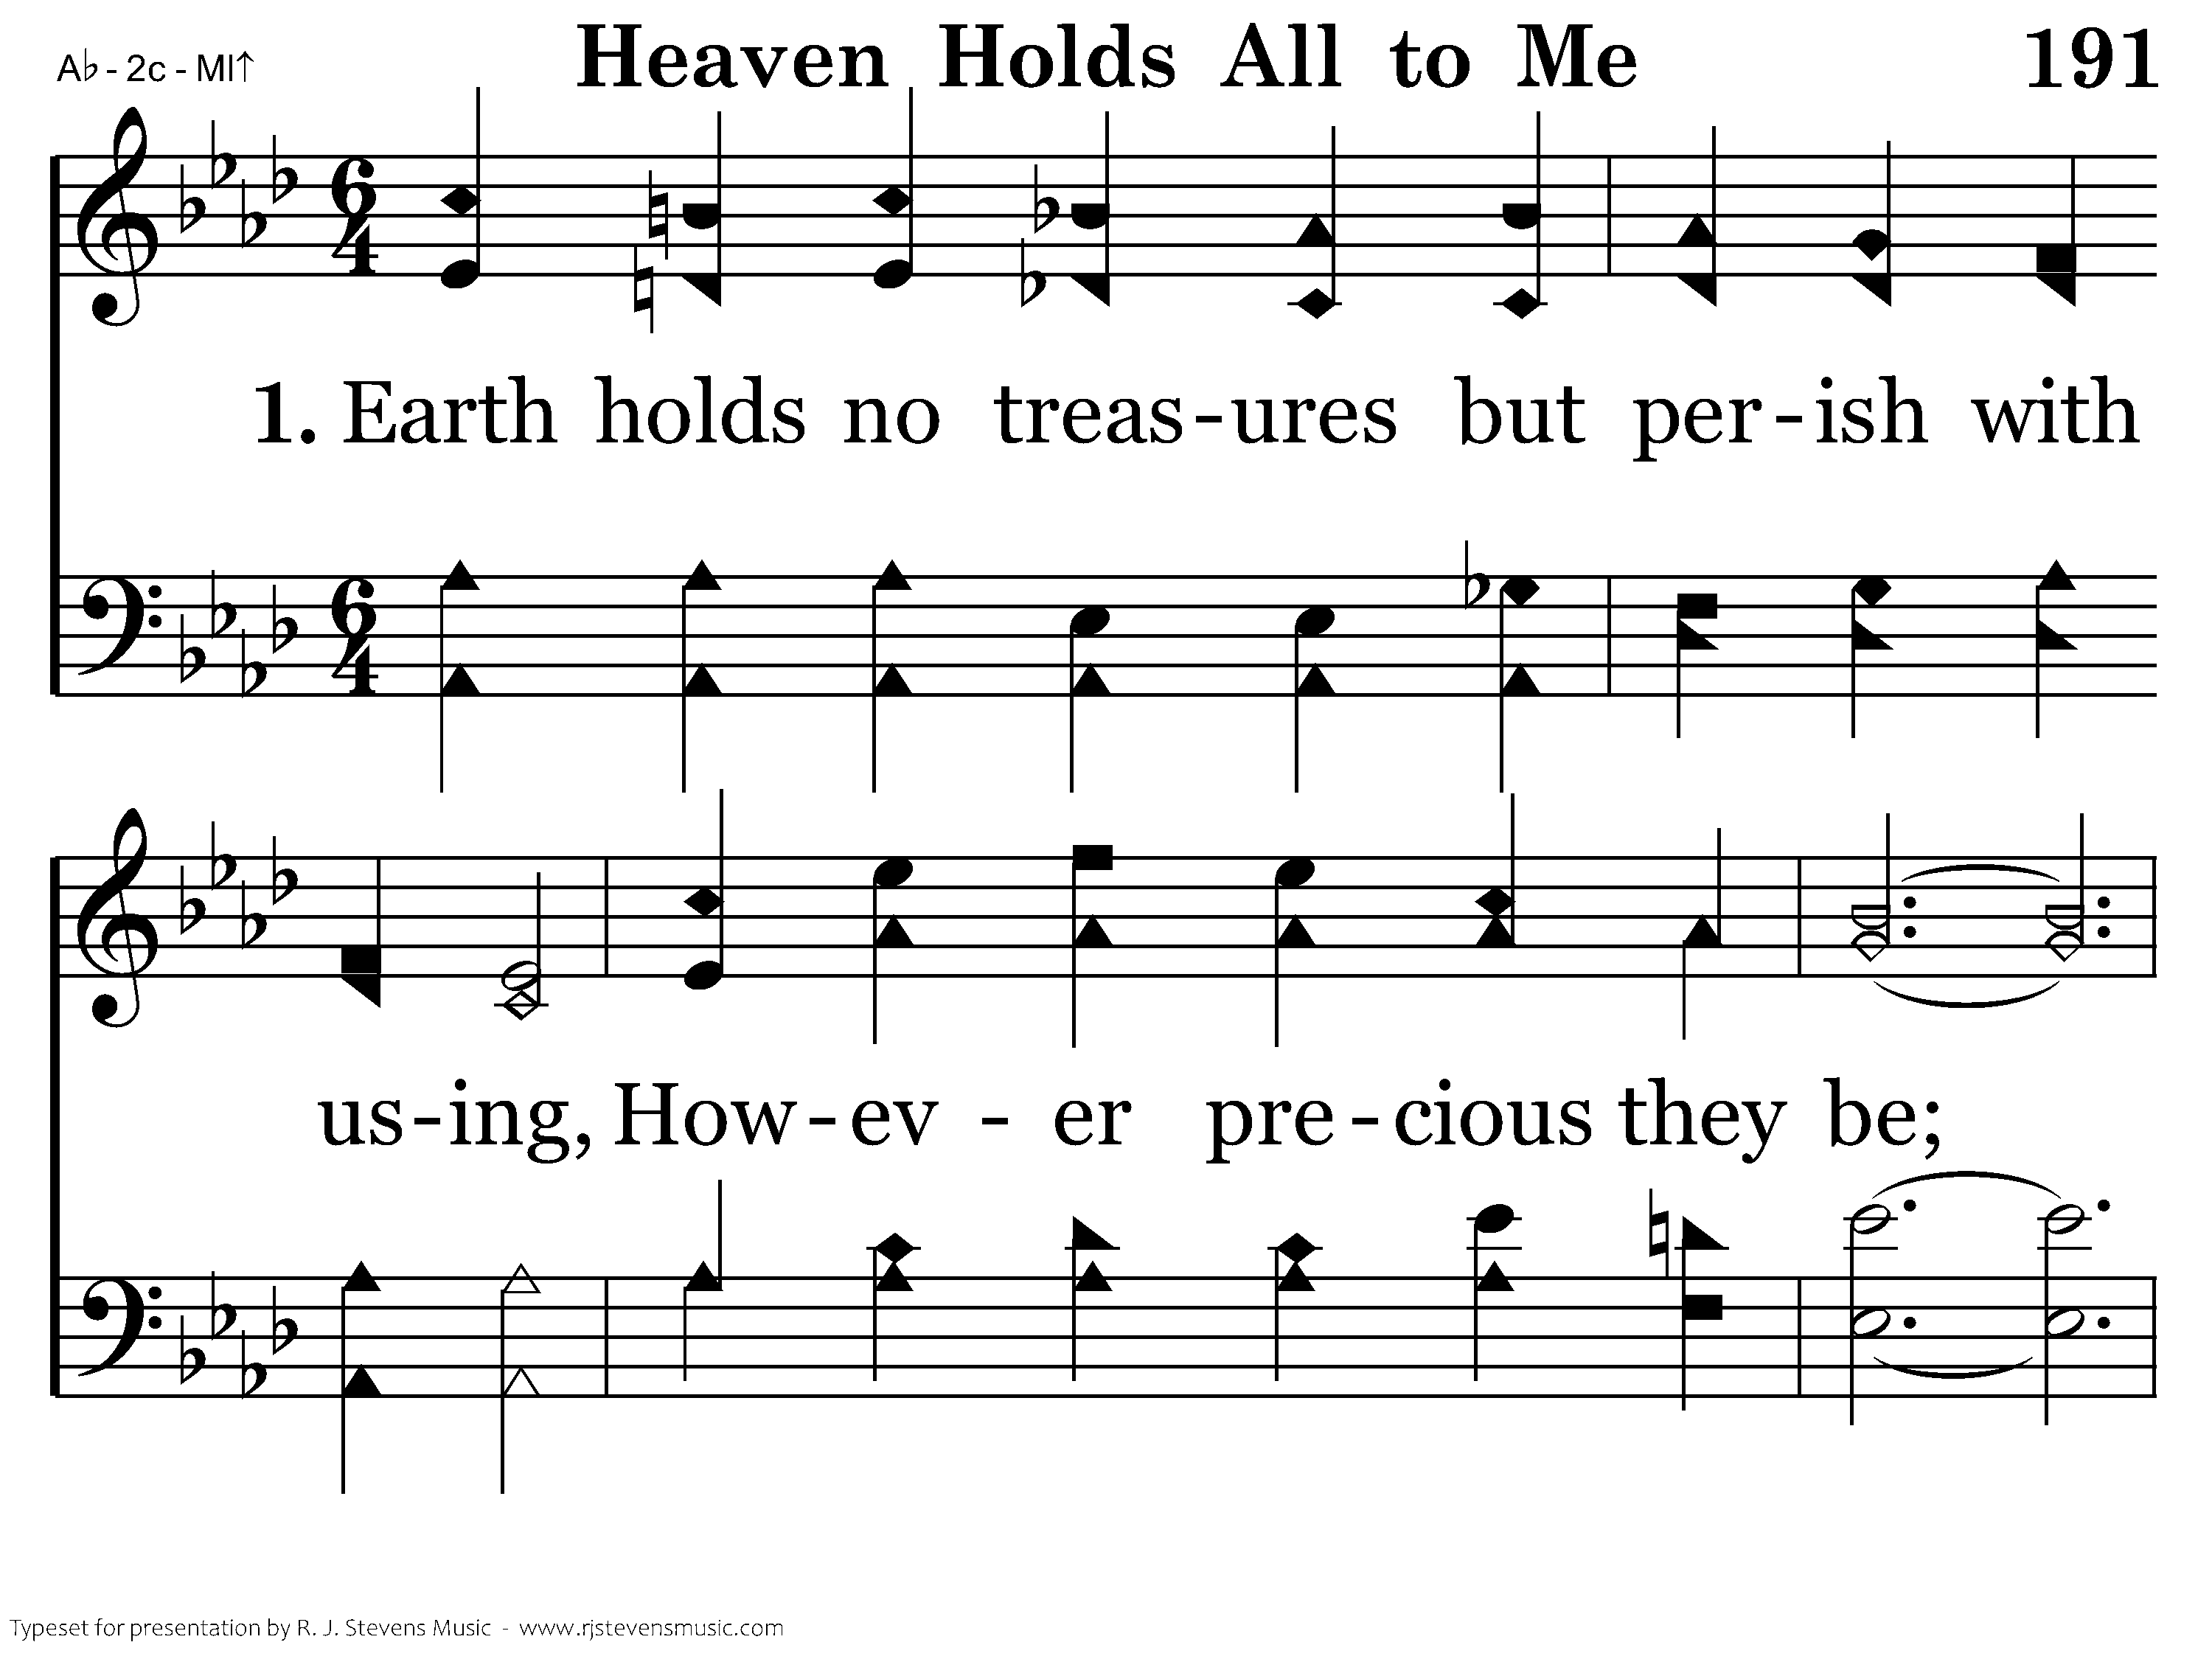 Heaven Holds All to Me 191
A♭ - 2c - MI↑
1. Earth holds no treas-ures but per-ish with
us-ing, How-ev - er pre-cious they be;
Typeset for presentation by R. J. Stevens Music - www.rjstevensmusic.com